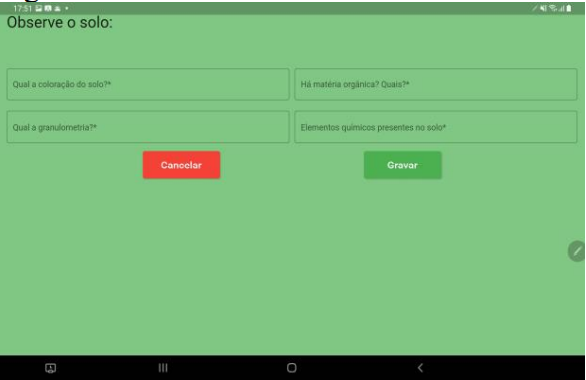 17:51
Observe o solo:
Qual a coloração do solo?*
Há matéria orgânica? Quais?*
Qual a granulometria?*
Elementos químicos presentes no solo*
Cancelar
Gravar